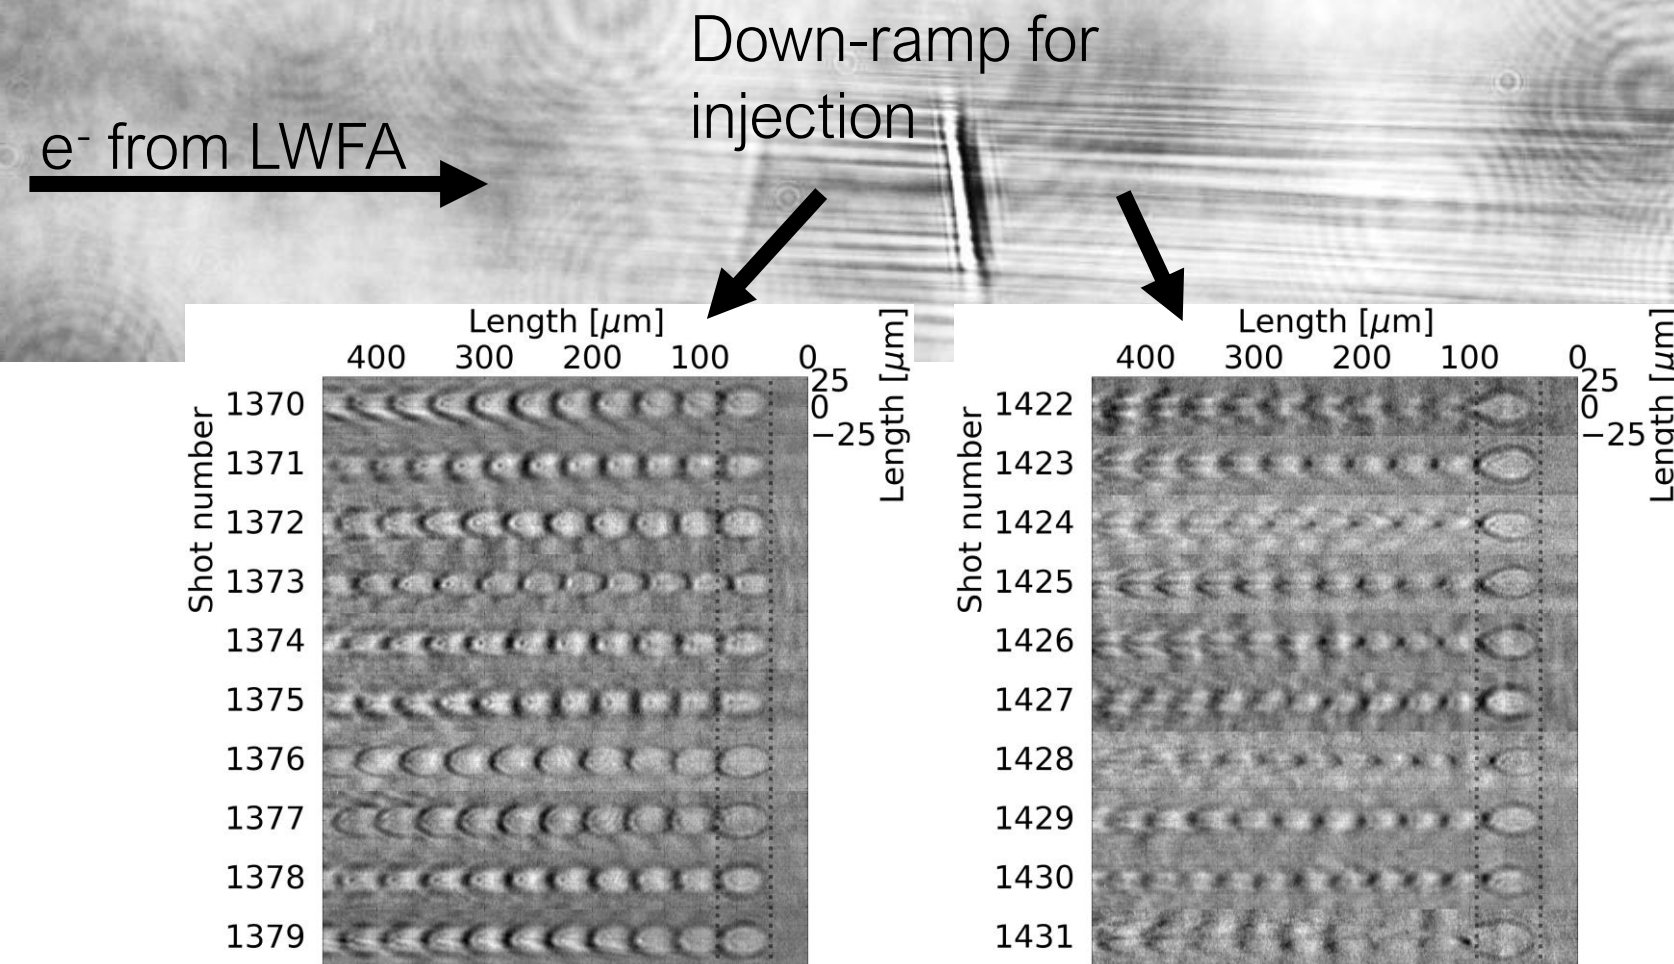 Down-ramp for
injection
e- from LWFA
Length [μm]
400 300 200 100 0
25
0
−25
Length [μm]
Shot number
1370
1371
1372
1373
1374
1375
1376
1377
1378
1379
Length [μm]
400 300 200 100 0
25
0
−25
Length [μm]
Shot number
1422
1423
1424
1425
1426
1427
1428
1429
1430
1431